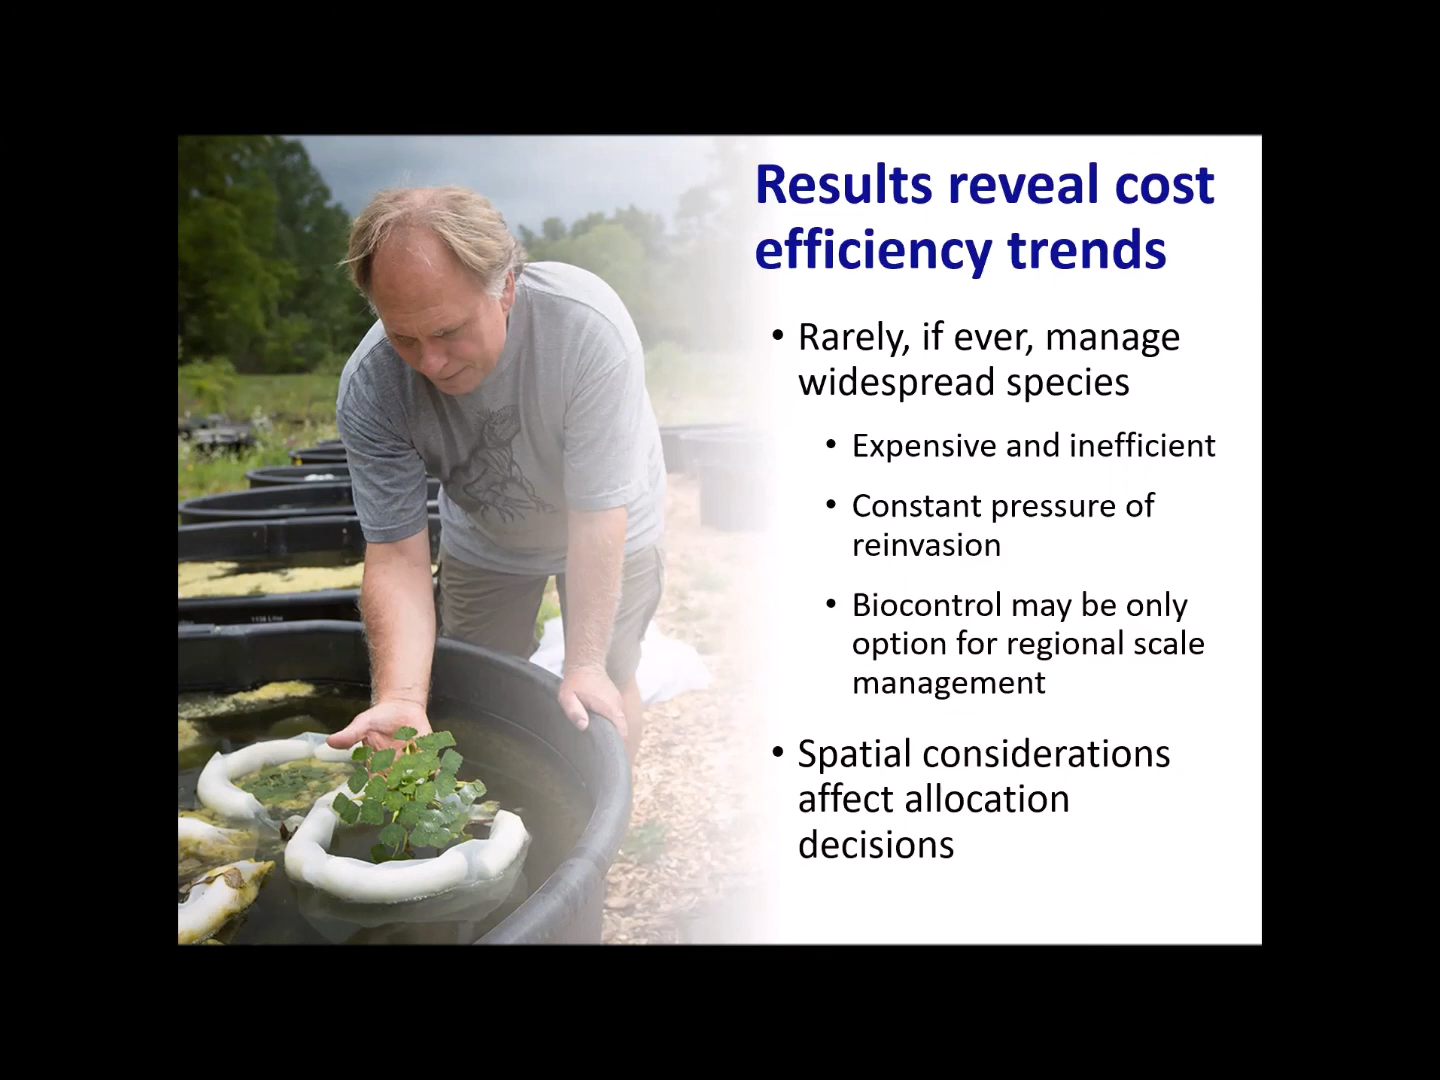 Results reveal cost
efficiency trends
• Rarely, if ever, manage
widespread species
• Expensive and inefficient
• Constant pressure of
reinvasion
• Biocontrol may be only
option for regional scale
management
• Spatial considerations
affect allocation
decisions